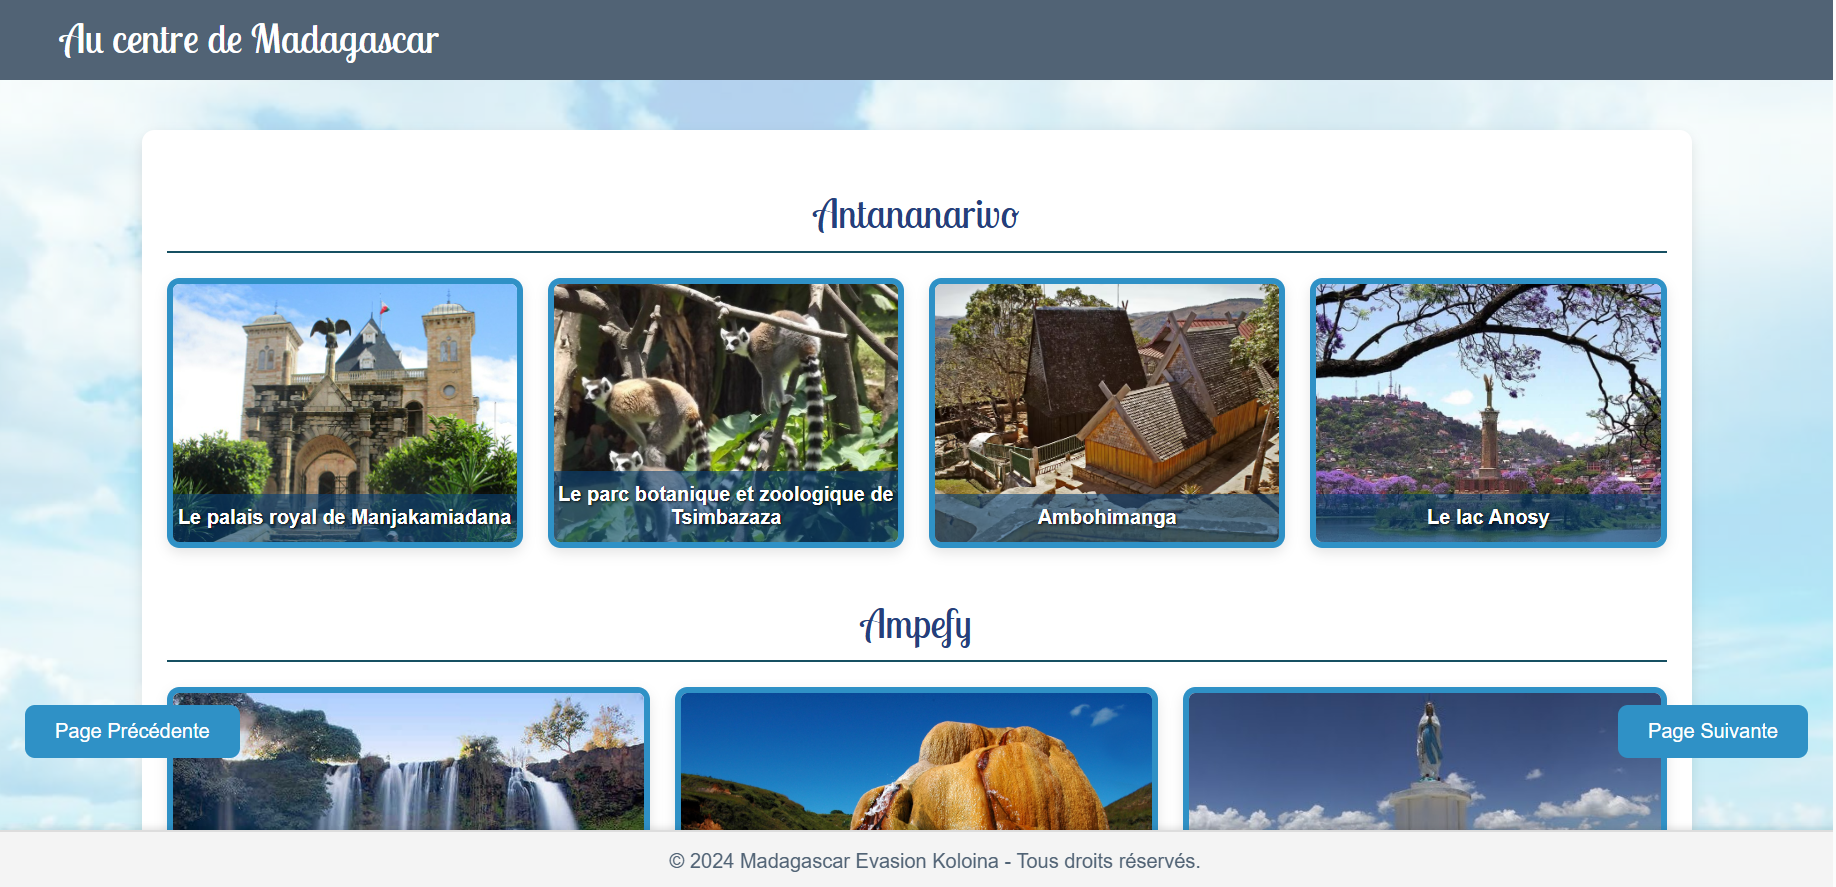 Au centre de Madagascar
Antananarivo
Le palais royal de Manjakamiadana
Le parc botanique et zoologique de
Tsimbazaza
Ambohimanga
Le lac Anosy
Ampefy
Page Précédente
Page Suivante
© 2024 Madagascar Evasion Koloina - Tous droits réservés.